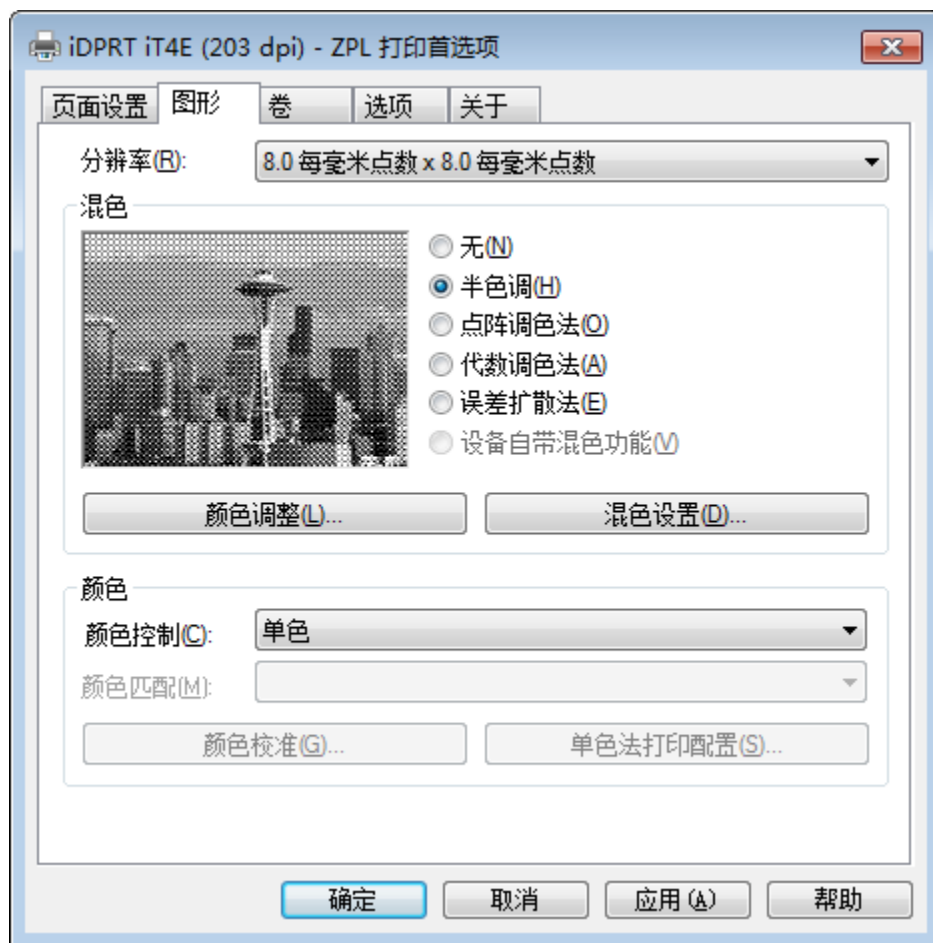 iDPRT iT4E (203 dpi) - ZPL 打印首选项
页面设置 图形 卷 选项 关于
分辨率(R): 8.0 每毫米点数 x 8.0 每毫米点数
混色
无(N)
半色调(H)
点阵调色法(O)
代数调色法(A)
误差扩散法(E)
设备自带混色功能(V)
颜色调整(L)... 混色设置(D)...
颜色
颜色控制(C): 单色
颜色匹配(M):
颜色校准(G)... 单色法打印配置(S)...
确定 取消 应用(A) 帮助